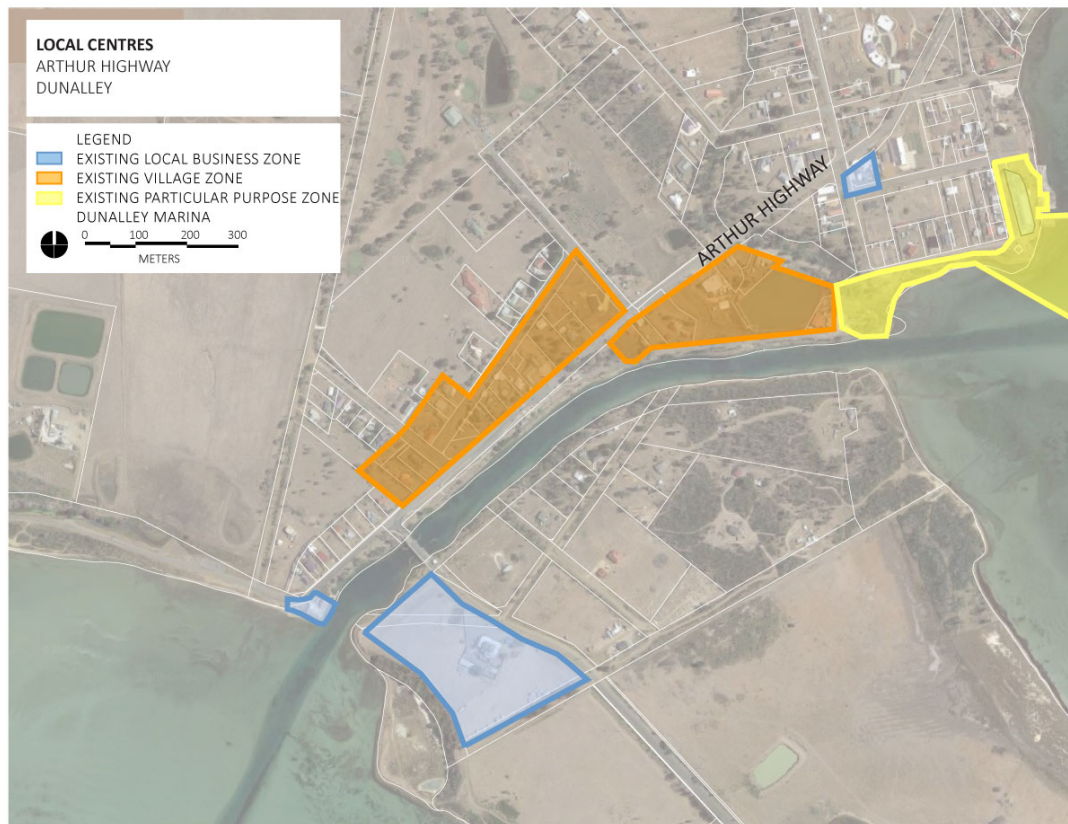 LOCAL CENTRES
ARTHUR HIGHWAY
DUNALLEY
LEGEND
EXISTING LOCAL BUSINESS ZONE
EXISTING VILLAGE ZONE
EXISTING PARTICULAR PURPOSE ZONE
DUNALLEY MARINA
0 100 200 300
METERS
ARTHUR HIGHWAY